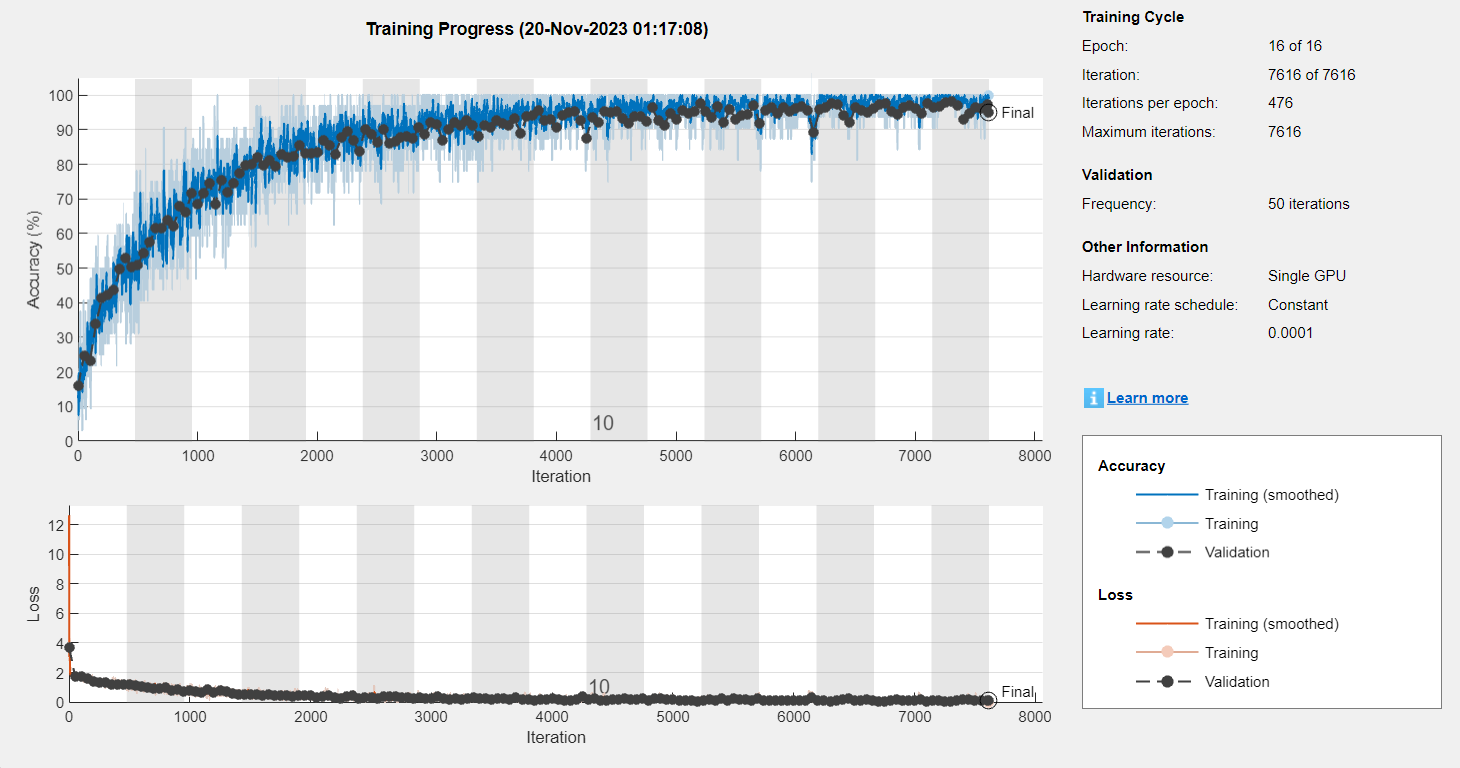 Training Progress (20-Nov-2023 01:17:08)
100
90
80
70
60
50
40
30
20
10
0
Accuracy (%)
10
Final
0 1000 2000 3000 4000 5000 6000 7000 8000
Iteration
12
10
8
6
4
2
0
Loss
10
Final
0 1000 2000 3000 4000 5000 6000 7000 8000
Iteration
Training Cycle
Epoch: 16 of 16
Iteration: 7616 of 7616
Iterations per epoch: 476
Maximum iterations: 7616
Validation
Frequency: 50 iterations
Other Information
Hardware resource: Single GPU
Learning rate schedule: Constant
Learning rate: 0.0001
i Learn more
Accuracy
Training (smoothed)
Training
Validation
Loss
Training (smoothed)
Training
Validation